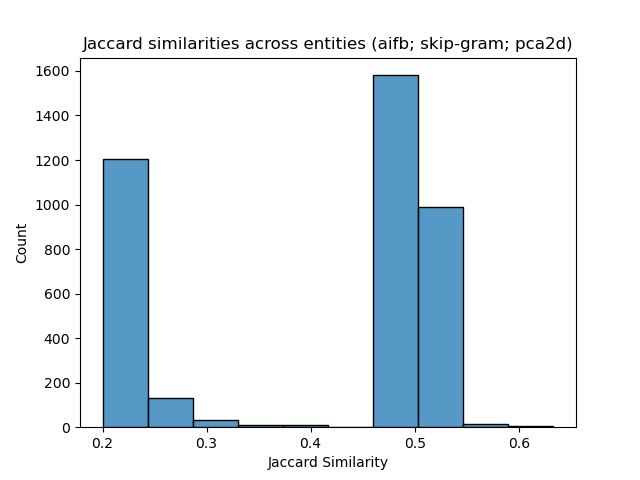 Jaccard similarities across entities (aifb; skip-gram; pca2d)
1600
1400
1200
1000
800
600
400
200
0
Count
0.2 0.3 0.4 0.5 0.6
Jaccard Similarity